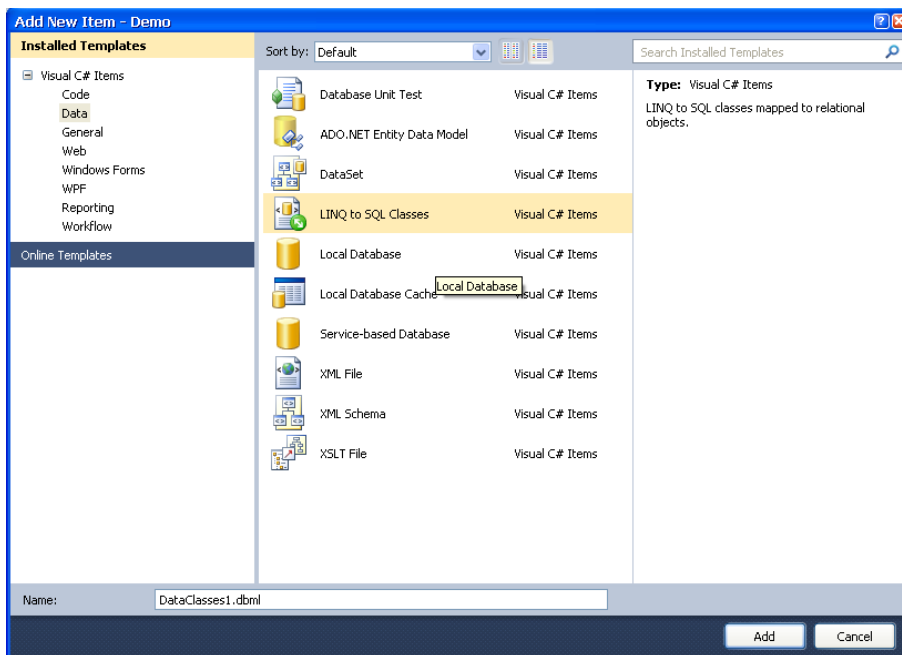 Add New Item - Demo
Installed Templates
Sort by: Default
Search Installed Templates
Visual C# Items
Code
Data
General
Web
Windows Forms
WPF
Reporting
Workflow
Online Templates
Database Unit Test Visual C# Items
ADO.NET Entity Data Model Visual C# Items
DataSet Visual C# Items
LINQ to SQL Classes Visual C# Items
Local Database Visual C# Items
Local Database
Local Database Cache Visual C# Items
Service-based Database Visual C# Items
XML File Visual C# Items
XML Schema Visual C# Items
XSLT File Visual C# Items
Type: Visual C# Items
LINQ to SQL classes mapped to relational
objects.
Name: DataClasses1.dbml
Add Cancel